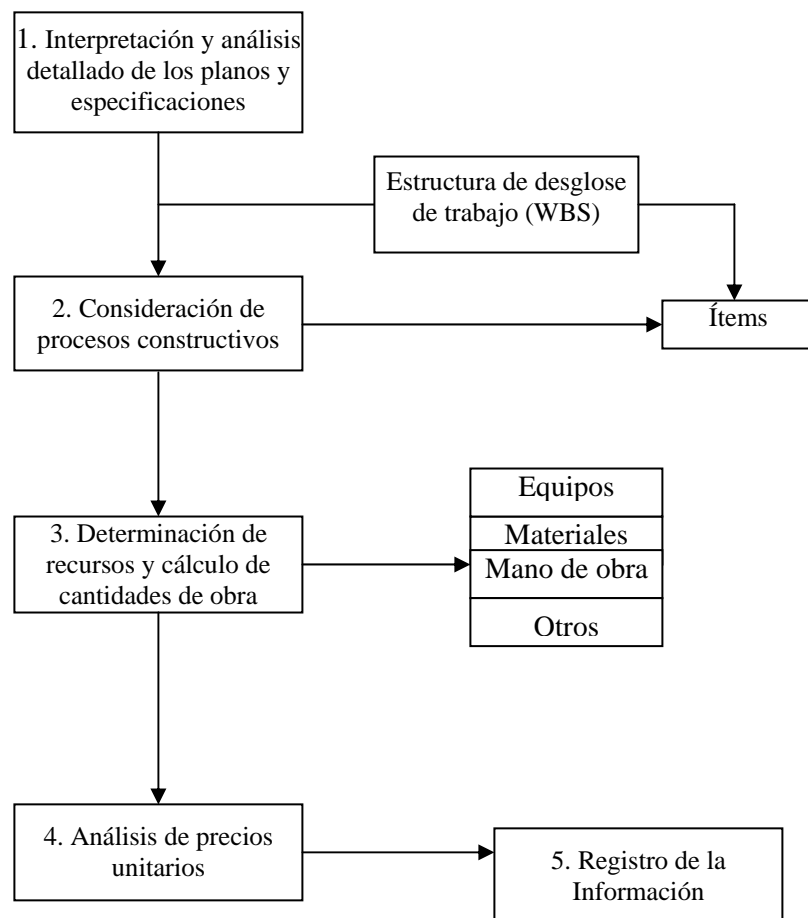 1. Interpretación y análisis
detallado de los planos y
especificaciones
Estructura de desglose
de trabajo (WBS)
2. Consideración de
procesos constructivos
Ítems
Equipos
Materiales
Mano de obra
Otros
3. Determinación de
recursos y cálculo de
cantidades de obra
4. Análisis de precios
unitarios
5. Registro de la
Información